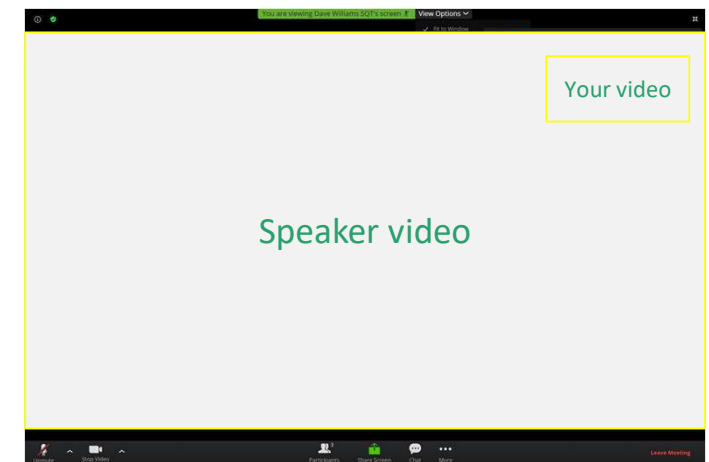 You are viewing Dave Williams SQT's screen
View Options
Fit to Window
Your video
Speaker video
Unmute
Stop Video
3
Participants
Share Screen
Chat
More
Leave Meeting